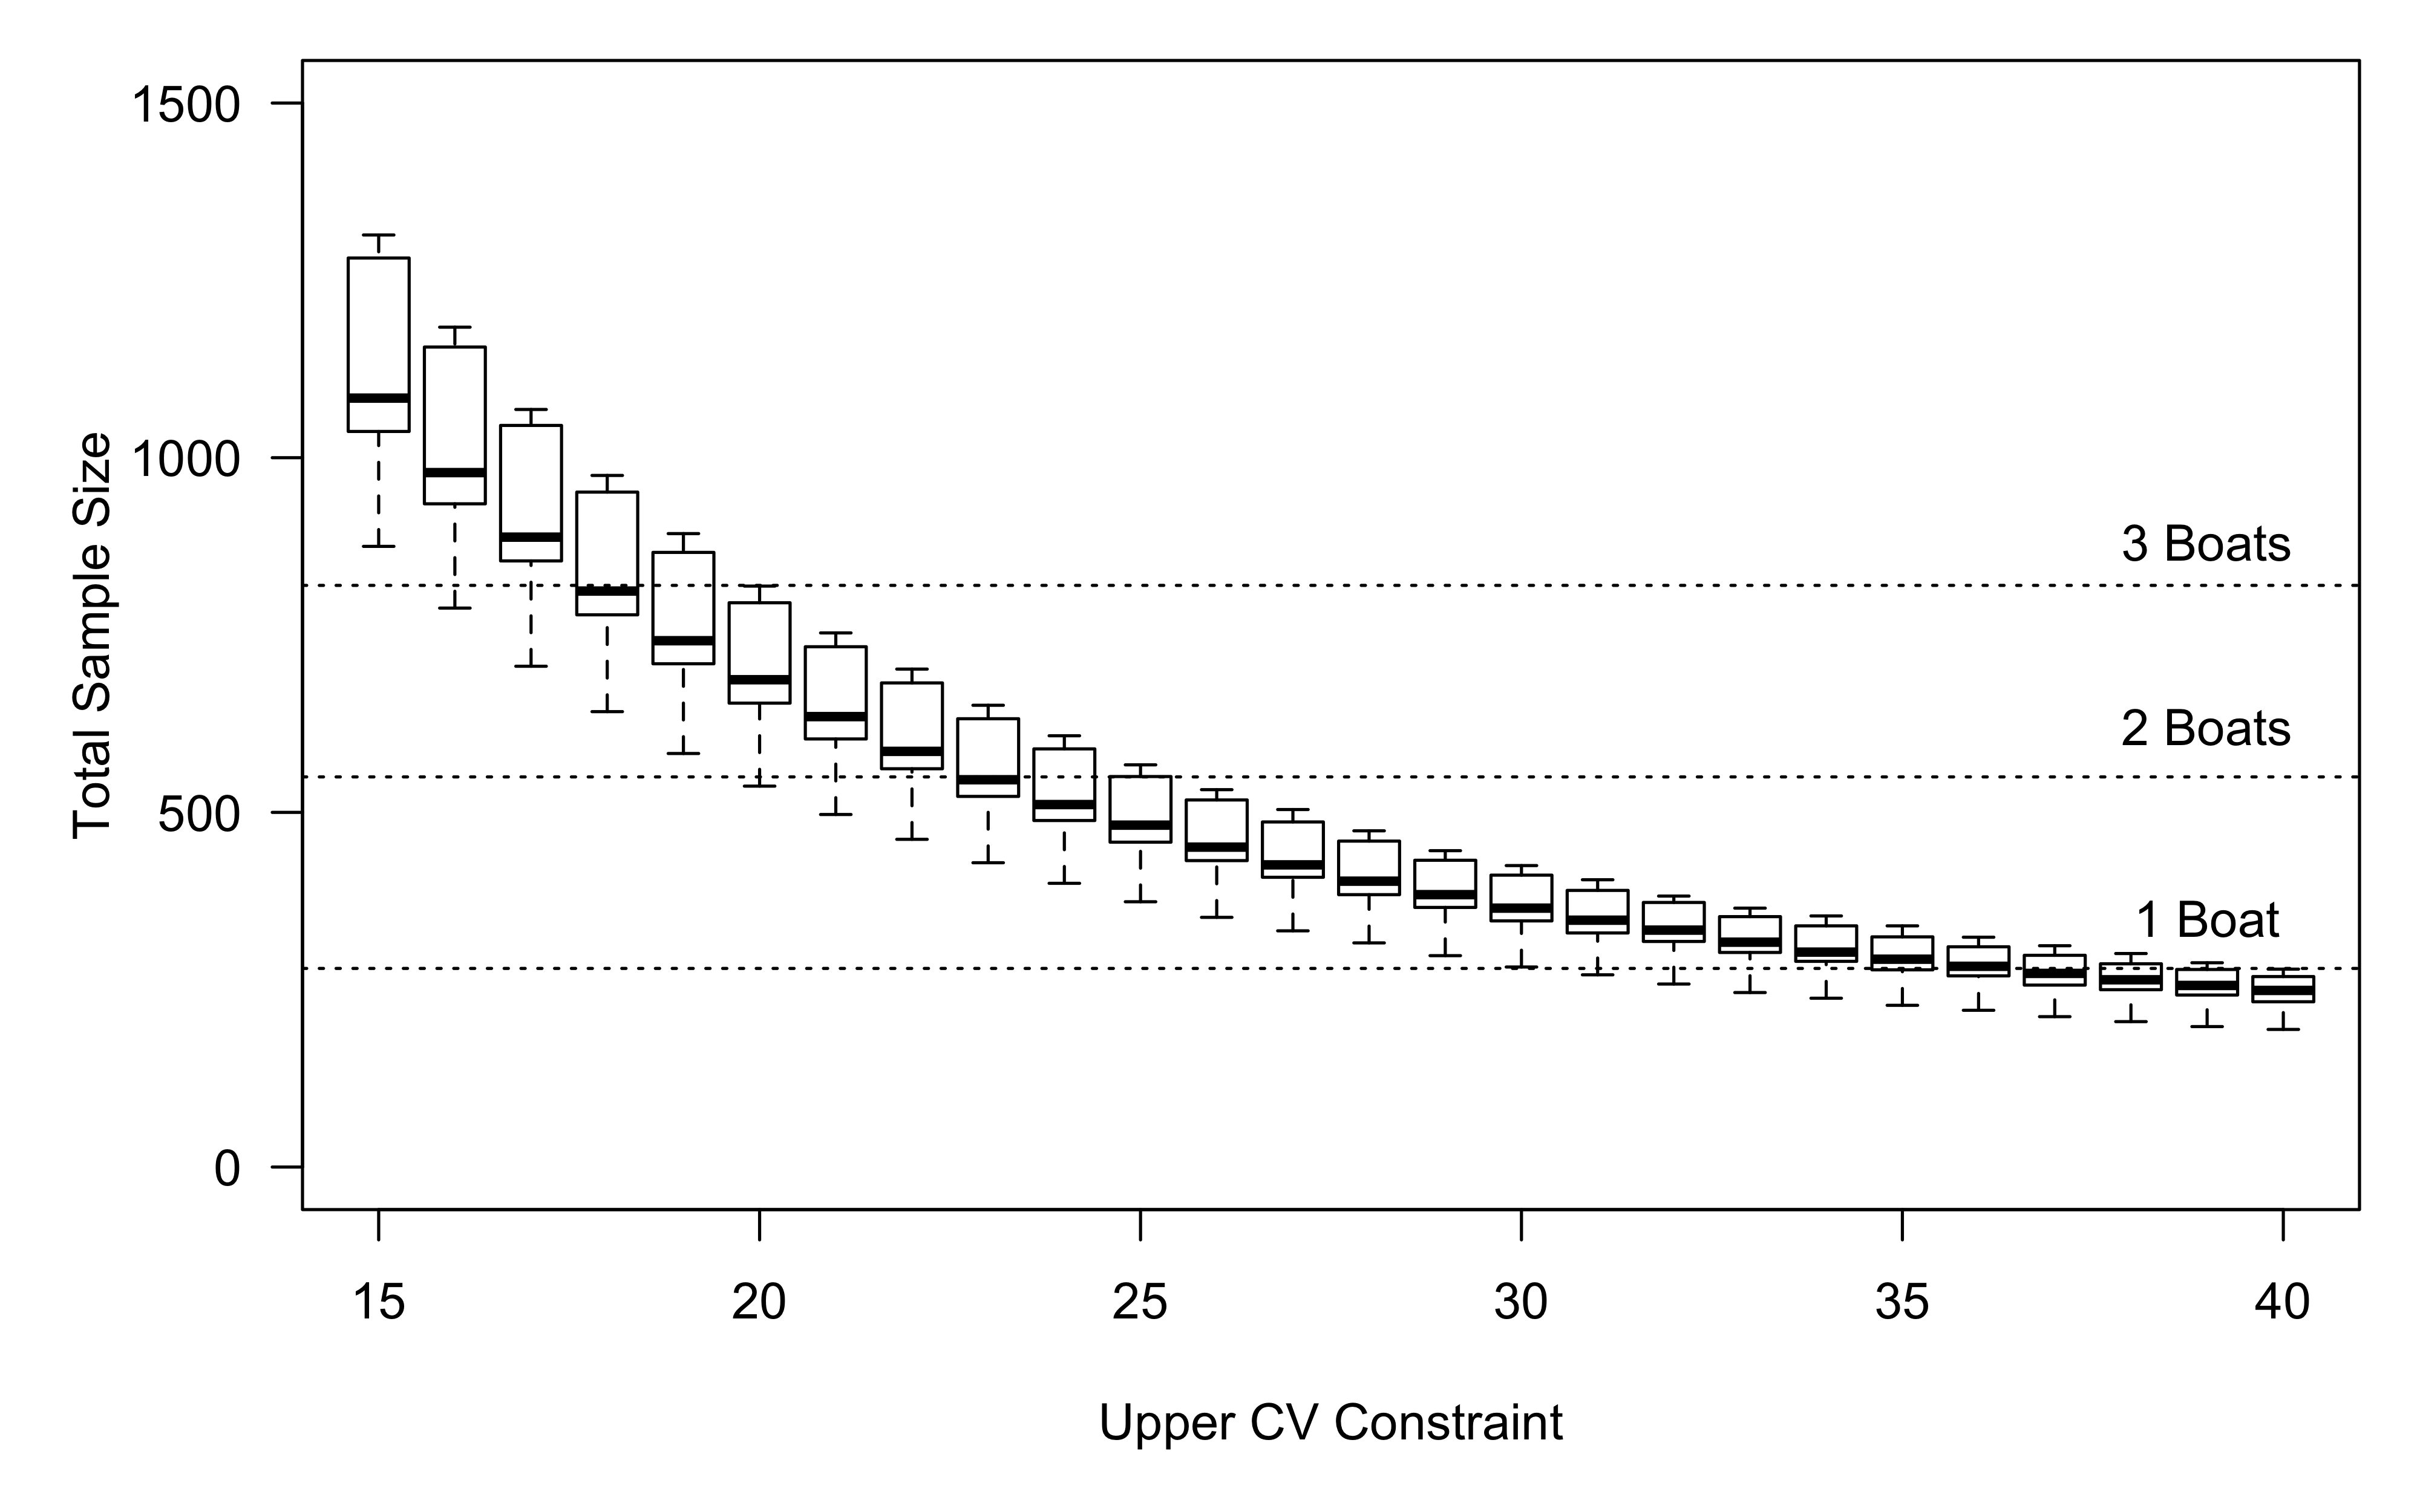 1500
1000
500
0
Total Sample Size
3 Boats
2 Boats
1 Boat
15 20 25 30 35 40
Upper CV Constraint